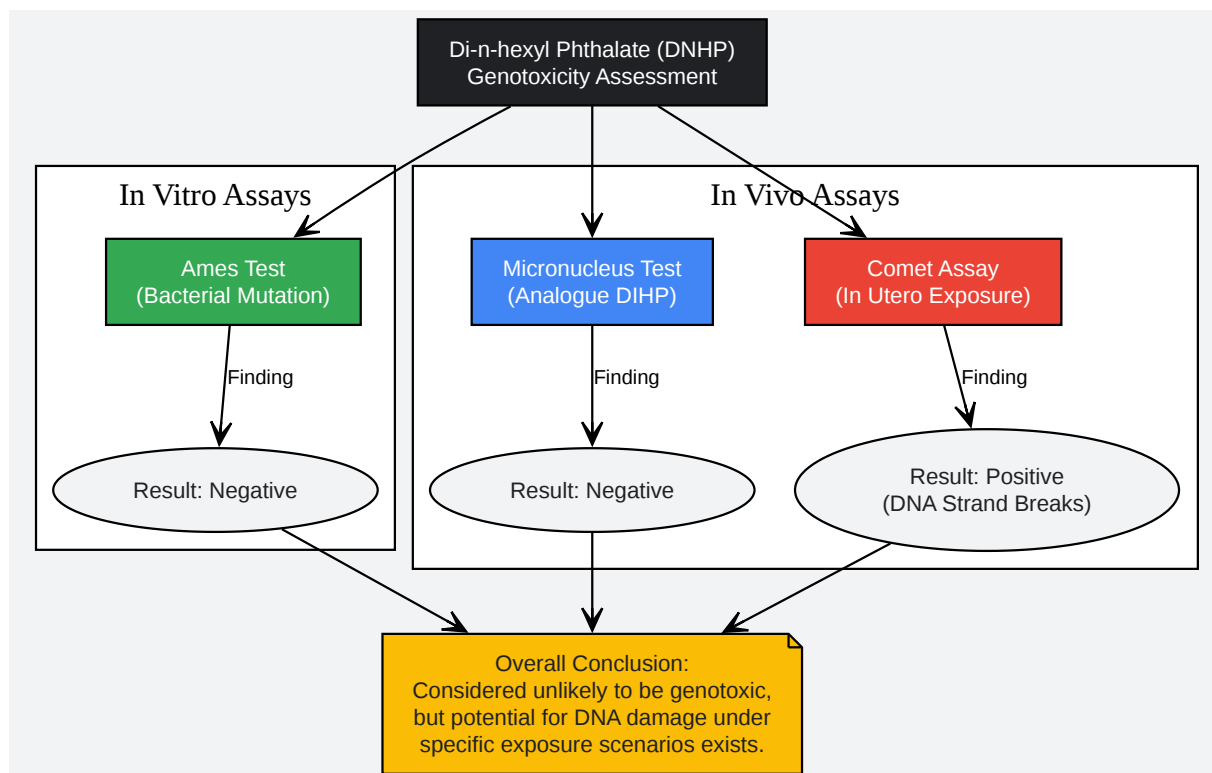 Di-n-hexyl Phthalate (DNHP)
Genotoxicity Assessment
In Vitro Assays
In Vivo Assays
Ames Test
(Bacterial Mutation)
Micronucleus Test
(Analogue DIHP)
Comet Assay
(In Utero Exposure)
Finding
Finding
Finding
Result: Negative
Result: Negative
Result: Positive
(DNA Strand Breaks)
Overall Conclusion:
Considered unlikely to be genotoxic,
but potential for DNA damage under
specific exposure scenarios exists.